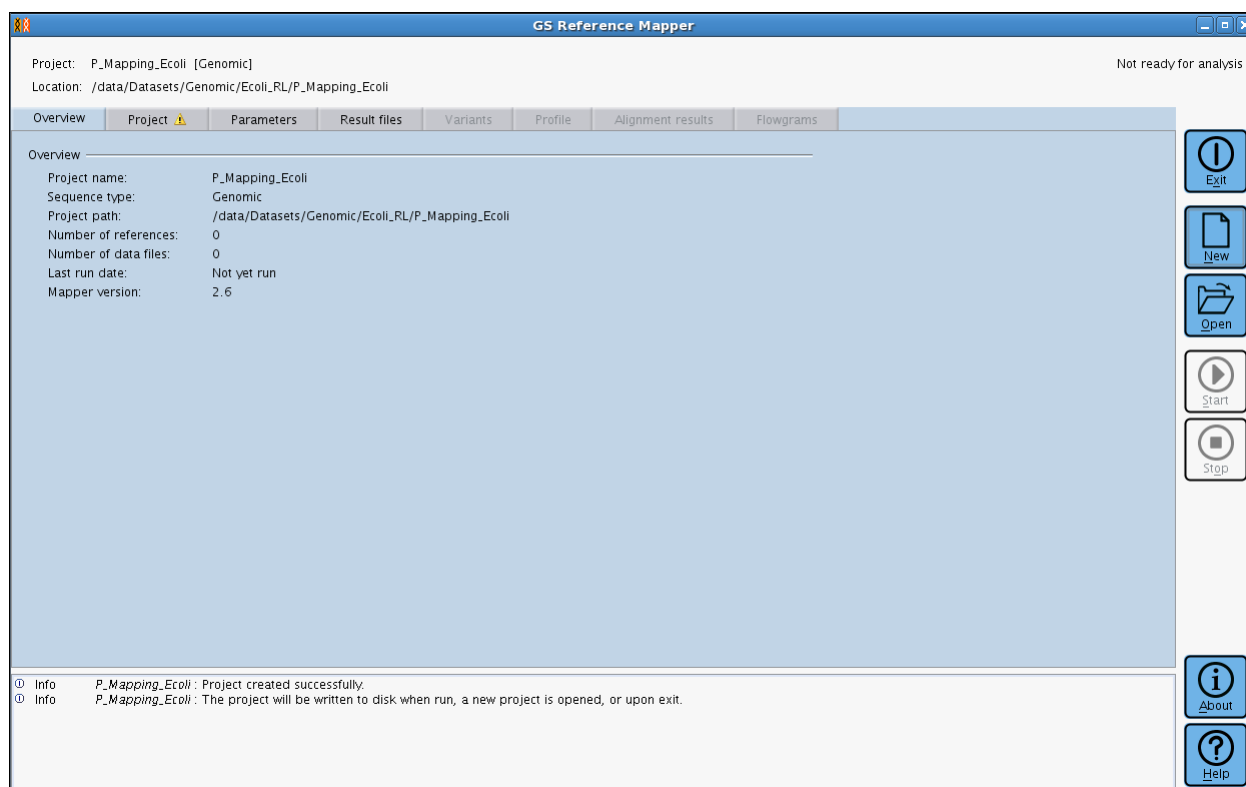 GS Reference Mapper
Project: P_Mapping_Ecoli [Genomic]
Not ready for analysis
Location: /data/Datasets/Genomic/Ecoli_RL/P_Mapping_Ecoli
Overview Project Parameters Result files Variants Profile Alignment results Flowgrams
Overview
Project name: P_Mapping_Ecoli
Sequence type: Genomic
Project path: /data/Datasets/Genomic/Ecoli_RL/P_Mapping_Ecoli
Number of references: 0
Number of data files: 0
Last run date: Not yet run
Mapper version: 2.6
Exit
New
Open
Start
Stop
Info P_Mapping_Ecoli : Project created successfully.
Info P_Mapping_Ecoli : The project will be written to disk when run, a new project is opened, or upon exit.
About
Help